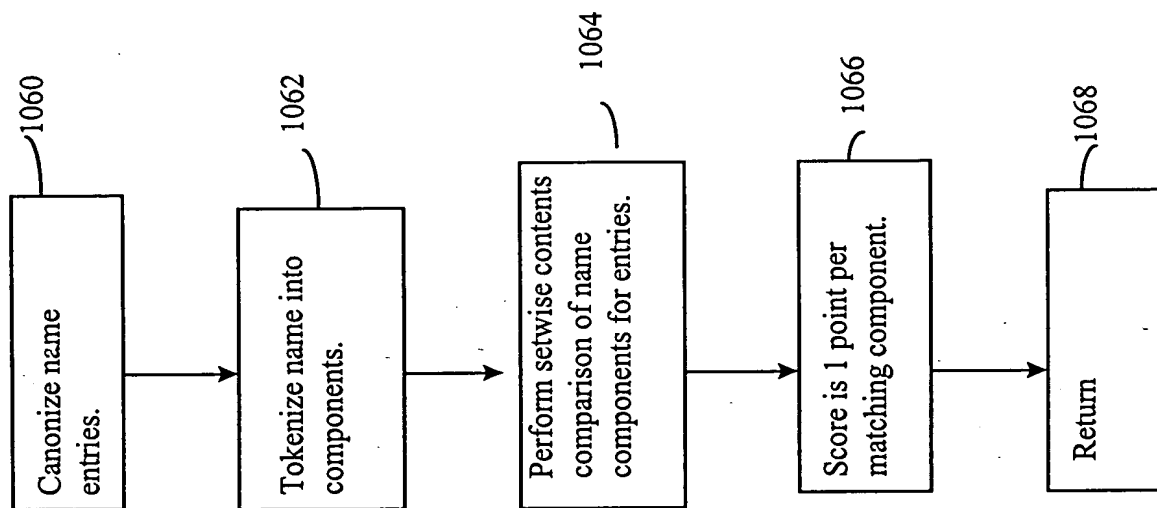 1060
Canonize name
entries.
1062
Tokenize name into
components.
1064
Perform setwise contents
comparison of name
components for entries.
1066
Score is 1 point per
matching component.
1068
Return